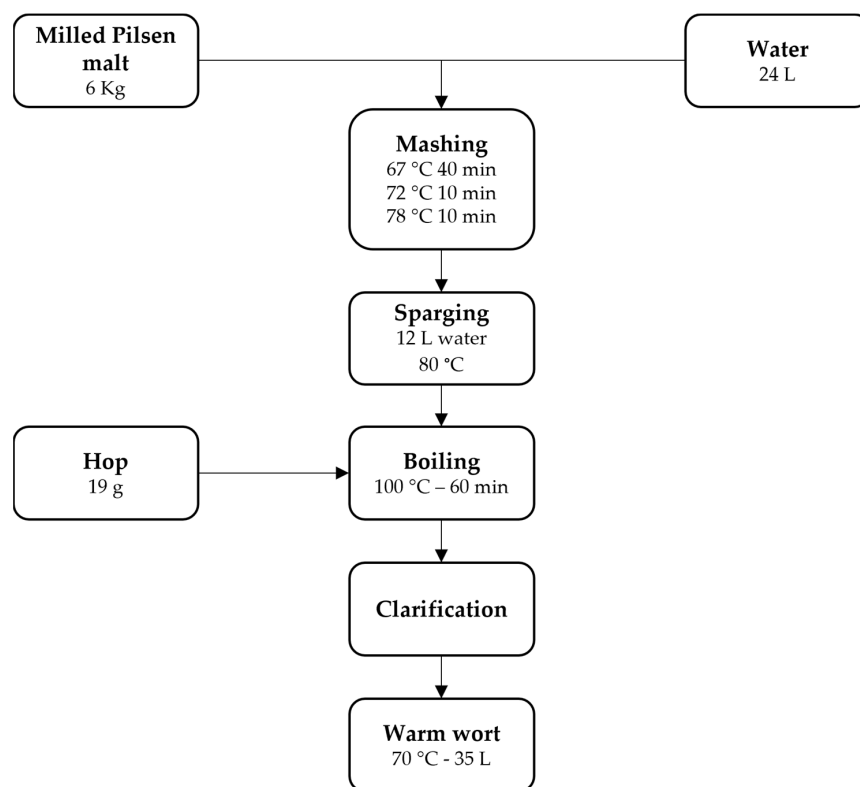 Milled Pilsen
malt
6 Kg
Water
24 L
Mashing
67 °C 40 min
72 °C 10 min
78 °C 10 min
Sparging
12 L water
80 °C
Hop
19 g
Boiling
100 °C – 60 min
Clarification
Warm wort
70 °C - 35 L